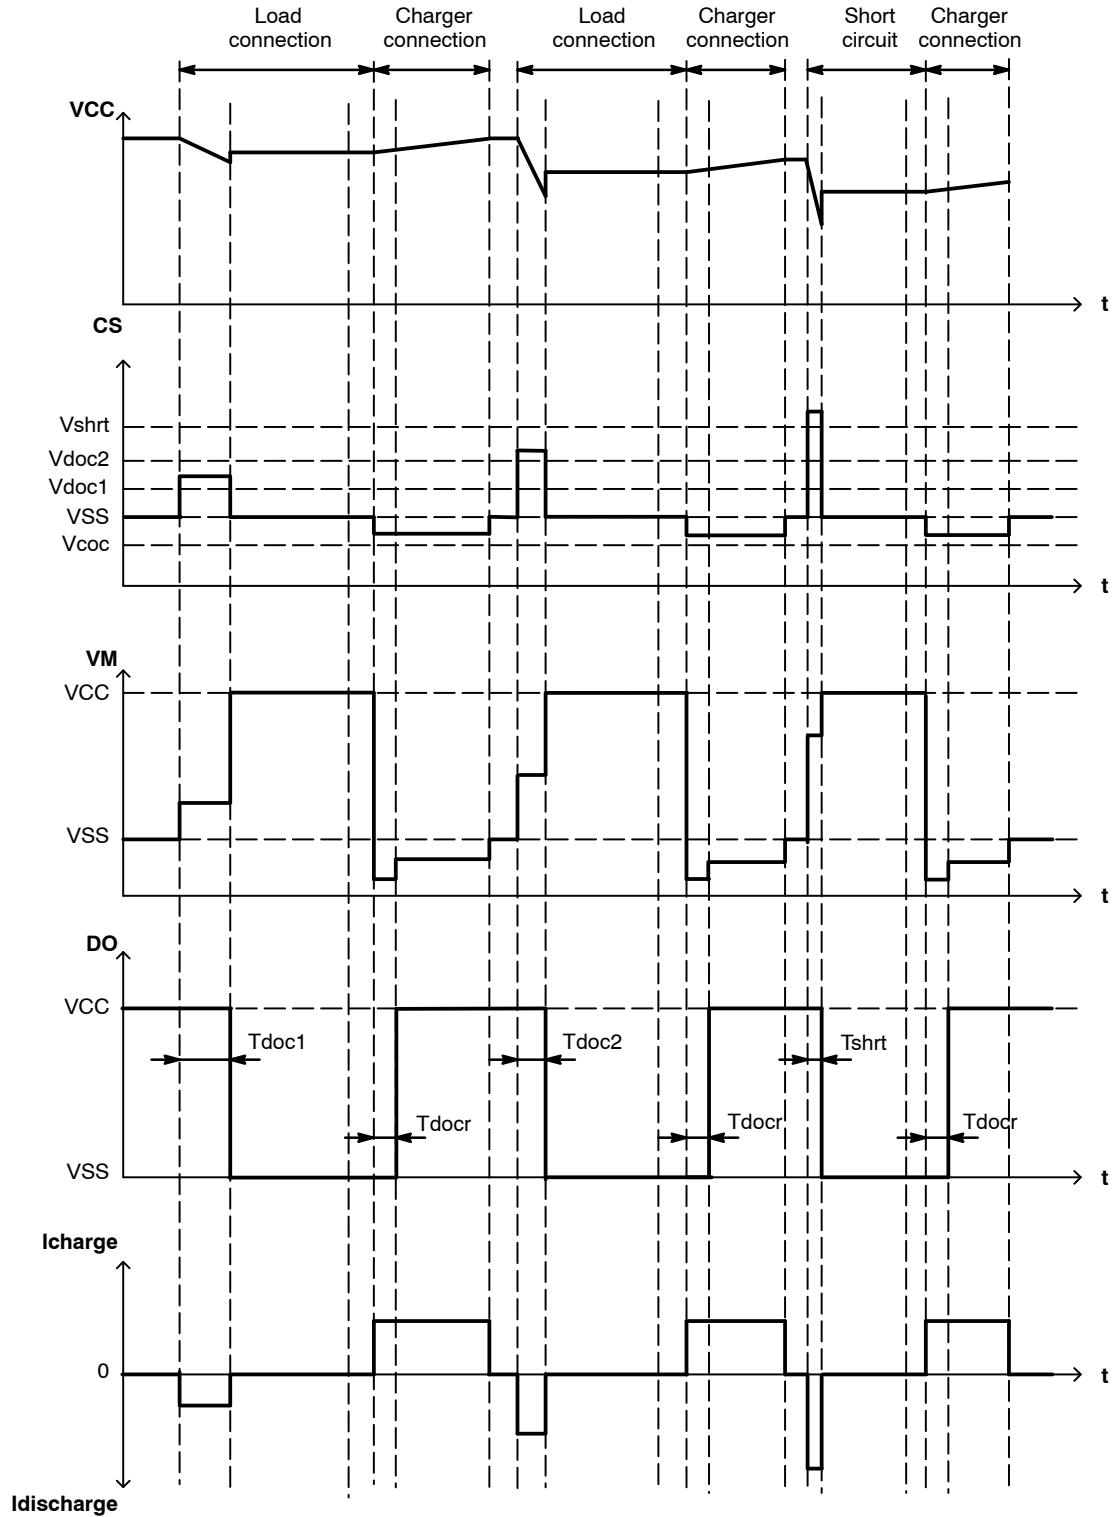 Load
connection
Charger
connection
Load
connection
Charger
connection
Short
circuit
Charger
connection
VCC
t
CS
Vshrt
Vdoc2
Vdoc1
VSS
Vcoc
t
VM
VCC
VSS
t
DO
VCC
Tdoc1
Tdoc2
Tshrt
Tdocr
Tdocr
Tdocr
VSS
t
Icharge
0
t
Idischarge